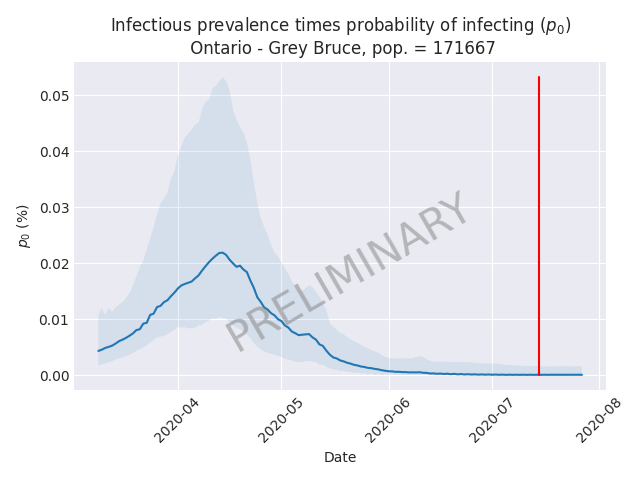 Infectious prevalence times probability of infecting (p₀)
Ontario - Grey Bruce, pop. = 171667
0.05
0.04
0.03
0.02
0.01
0.00
p₀ (%)
PRELIMINARY
2020-04
2020-05
2020-06
2020-07
2020-08
Date